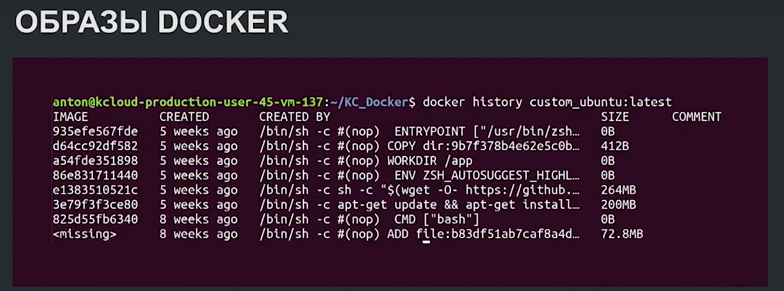 ОБРАЗЫ DOCKER
anton@kcloud-production-user-45-vm-137:~/KC_Docker$ docker history custom_ubuntu:latest
IMAGE CREATED CREATED BY SIZE COMMENT
935efe567fde 5 weeks ago /bin/sh -c #(nop) ENTRYPOINT ["/usr/bin/zsh… 0B
d64cc92df582 5 weeks ago /bin/sh -c #(nop) COPY dir:9b7f378b4e62e5c0b… 412B
a54fde351898 5 weeks ago /bin/sh -c #(nop) WORKDIR /app 0B
86e831711440 5 weeks ago /bin/sh -c #(nop) ENV ZSH_AUTOSUGGEST_HIGHL… 0B
e1383510521c 5 weeks ago /bin/sh -c sh -c "$(wget -O- https://github.… 264MB
3e79f3f3ce80 5 weeks ago /bin/sh -c apt-get update && apt-get install… 200MB
825d55fb6340 8 weeks ago /bin/sh -c #(nop) CMD ["bash"] 0B
<missing> 8 weeks ago /bin/sh -c #(nop) ADD file:b83df51ab7caf8a4d… 72.8MB